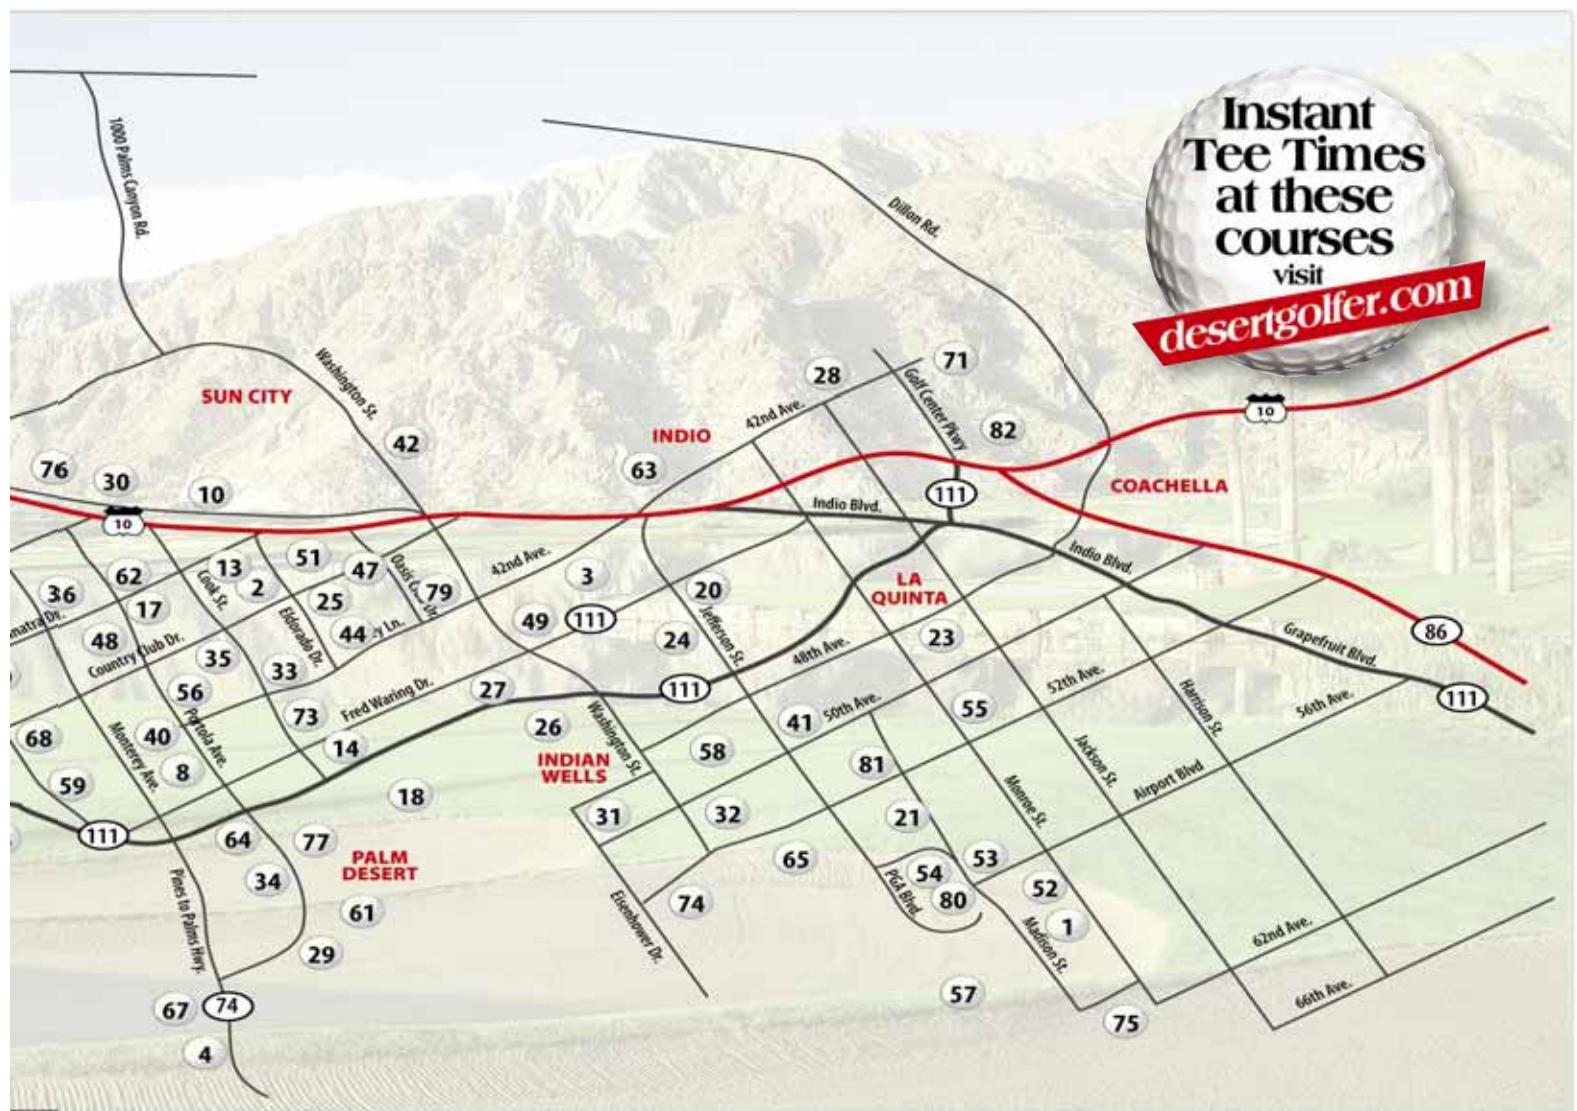 Instant
Tee Times
at these
courses
visit
desertgolfer.com
1000 Palms Canyon Rd.
Dillon Rd.
Washington St.
SUN CITY
42
28
71
Golf Center Pkwy
42nd Ave.
82
10
INDIO
63
76
30
10
10
111
COACHELLA
Indio Blvd.
Indio Blvd.
42nd Ave.
36
62
13
2
51
47
79
3
20
LA
QUINTA
17
Cook St.
25
Eldorado Dr.
44
49
111
24
Jefferson St.
23
86
48
Country Club Dr.
35
33
48th Ave.
Grapefruit Blvd.
56
Fred Waring Dr.
27
111
52th Ave.
Harrison St.
56th Ave.
111
68
40
Portola Ave.
Monterey Ave.
73
14
26
Washington St.
41
50th Ave.
55
8
INDIAN
WELLS
58
81
Jackson St.
Airport Blvd
59
18
31
32
21
Monroe St.
111
64
77
PALM
DESERT
65
53
54
34
61
Pines to Palms Hwy.
Eisenhower Dr.
74
PGA Blvd.
80
52
1
Madison St.
62nd Ave.
29
67
74
57
66th Ave.
75
4